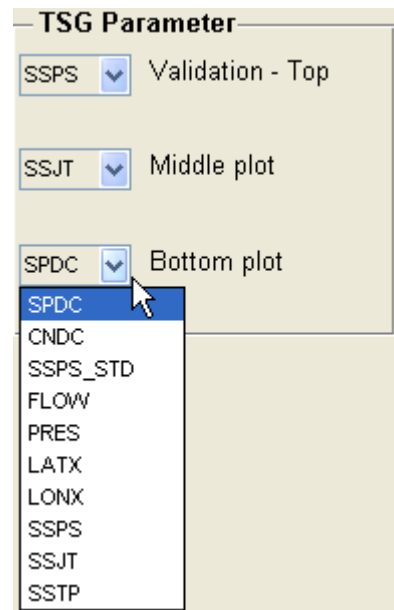 TSG Parameter
SSPS Validation - Top
SSJT Middle plot
SPDC Bottom plot
SPDC
CNDC
SSPS_STD
FLOW
PRES
LATX
LONX
SSPS
SSJT
SSTP